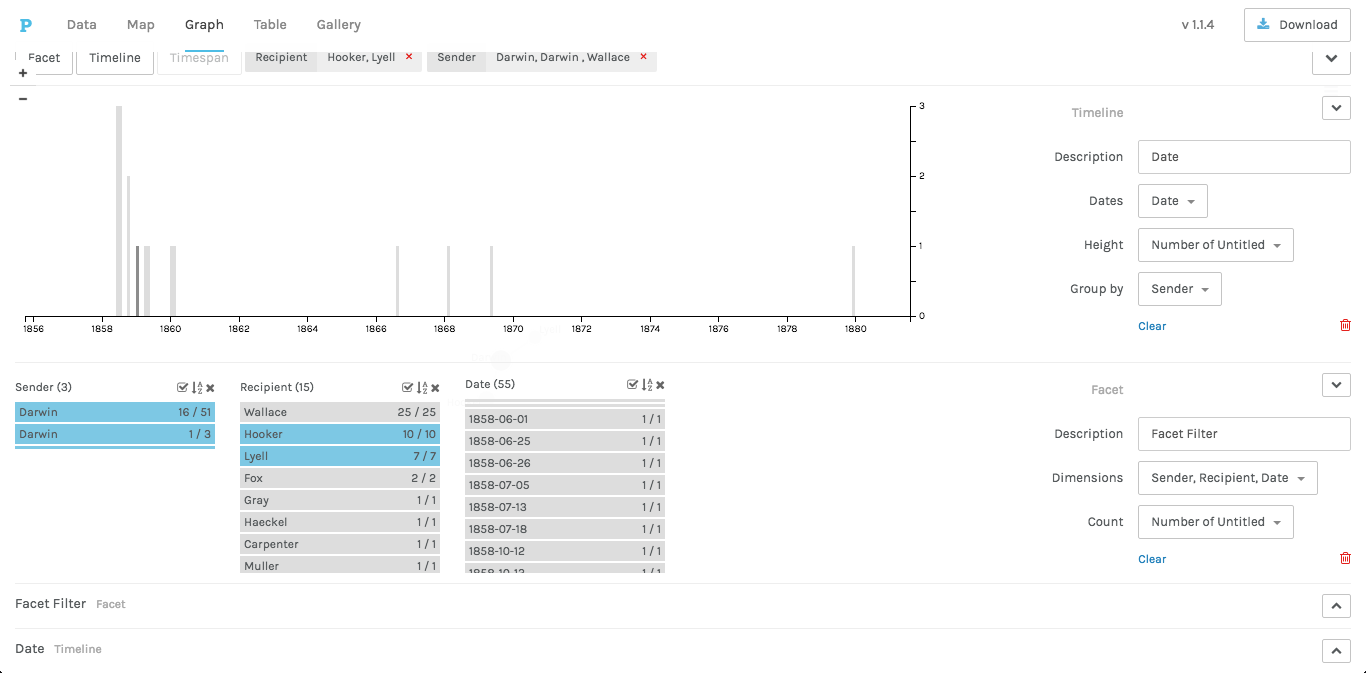 P Data Map Graph Table Gallery v 1.1.4 Download
Facet Timeline Timespan Recipient Hooker, Lyell × Sender Darwin, Darwin , Wallace ×
+
−
Timeline
Description Date
Dates Date
Height Number of Untitled
Group by Sender
Clear
3
2
1
0
1856 1858 1860 1862 1864 1866 1868 1870 1872 1874 1876 1878 1880
Sender (3)
Darwin 16 / 51
Darwin 1 / 3
Recipient (15)
Wallace 25 / 25
Hooker 10 / 10
Lyell 7 / 7
Fox 2 / 2
Gray 1 / 1
Haeckel 1 / 1
Carpenter 1 / 1
Muller 1 / 1
Date (55)
1858-06-01 1 / 1
1858-06-25 1 / 1
1858-06-26 1 / 1
1858-07-05 1 / 1
1858-07-13 1 / 1
1858-07-18 1 / 1
1858-10-12 1 / 1
Facet
Description Facet Filter
Dimensions Sender, Recipient, Date
Count Number of Untitled
Clear
Facet Filter Facet
Date Timeline